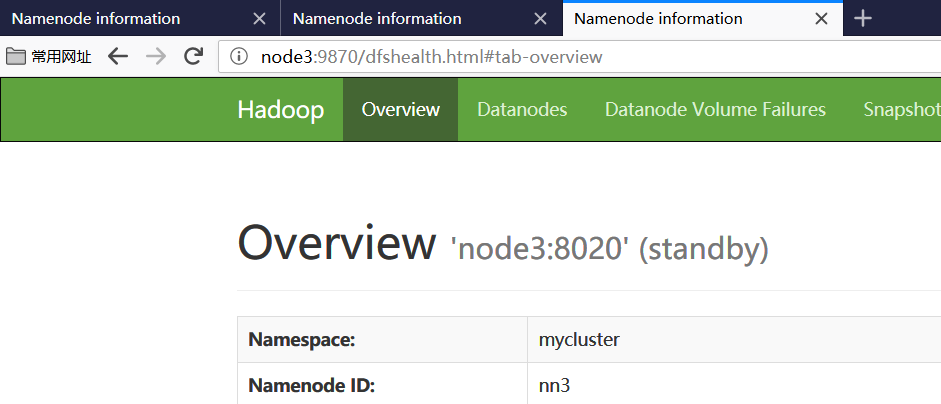 Namenode information Namenode information Namenode information
常用网址 node3:9870/dfshealth.html#tab-overview
Hadoop Overview Datanodes Datanode Volume Failures Snapshot
Overview 'node3:8020' (standby)
Namespace: mycluster
Namenode ID: nn3